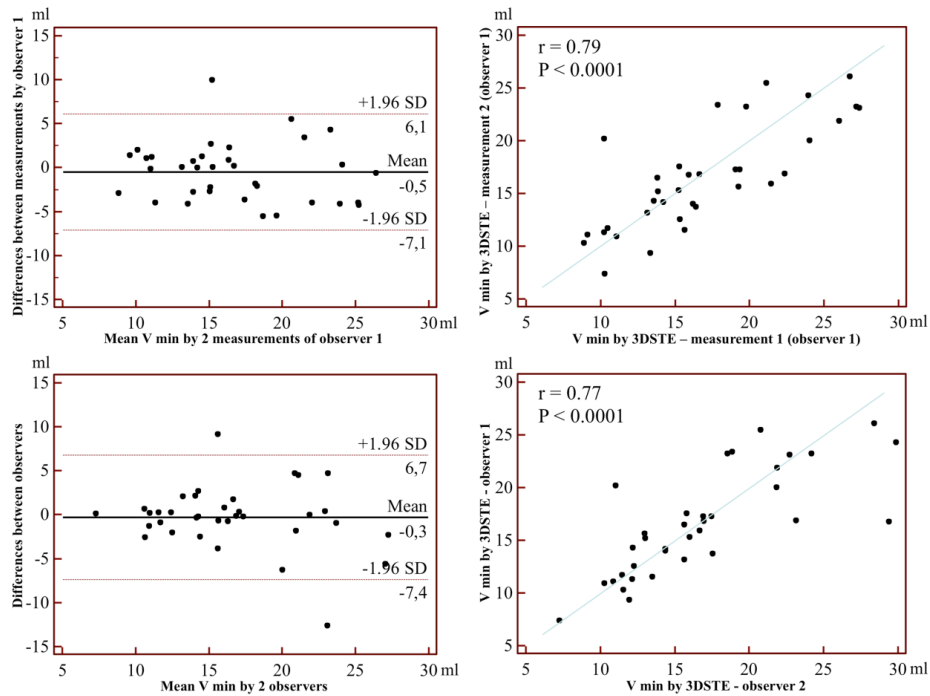 ml
15
10
5
0
-5
-10
-15
Differences between measurements by observer 1
+1.96 SD
6,1
Mean
-0,5
-1.96 SD
-7,1
5
10
15
20
25
30 ml
Mean V min by 2 measurements of observer 1
ml
30
25
20
15
10
5
V min by 3DSTE – measurement 2 (observer 1)
r = 0.79
P < 0.0001
5
10
15
20
25
30 ml
V min by 3DSTE – measurement 1 (observer 1)
ml
15
10
5
0
-5
-10
-15
Differences between observers
+1.96 SD
6,7
Mean
-0,3
-1.96 SD
-7,4
5
10
15
20
25
30 ml
Mean V min by 2 observers
ml
30
25
20
15
10
5
V min by 3DSTE - observer 1
r = 0.77
P < 0.0001
5
10
15
20
25
30 ml
V min by 3DSTE - observer 2